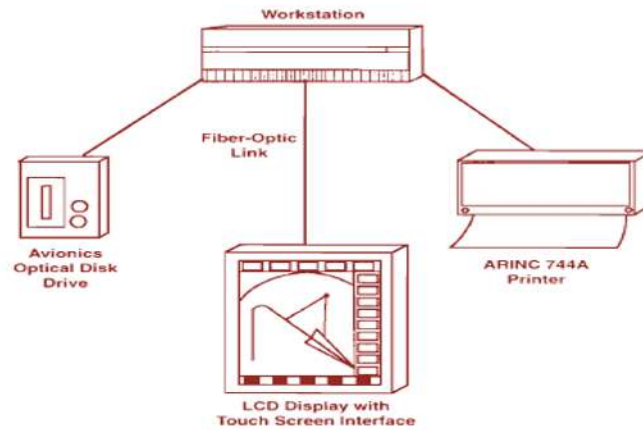 Workstation
Fiber-Optic
Link
Avionics
Optical Disk
Drive
ARINC 744A
Printer
LCD Display with
Touch Screen Interface